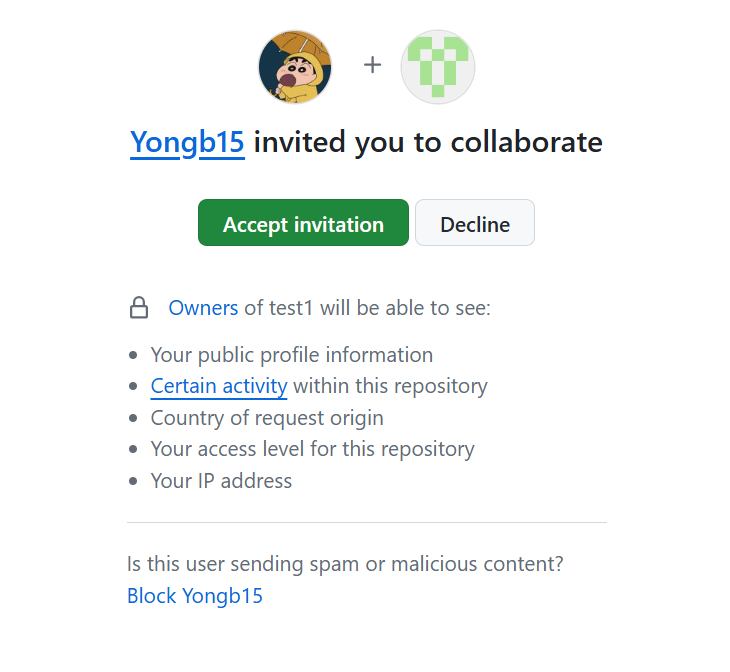 Yongb15 invited you to collaborate
Accept invitation
Decline
Owners of test1 will be able to see:
Your public profile information
Certain activity within this repository
Country of request origin
Your access level for this repository
Your IP address
Is this user sending spam or malicious content?
Block Yongb15